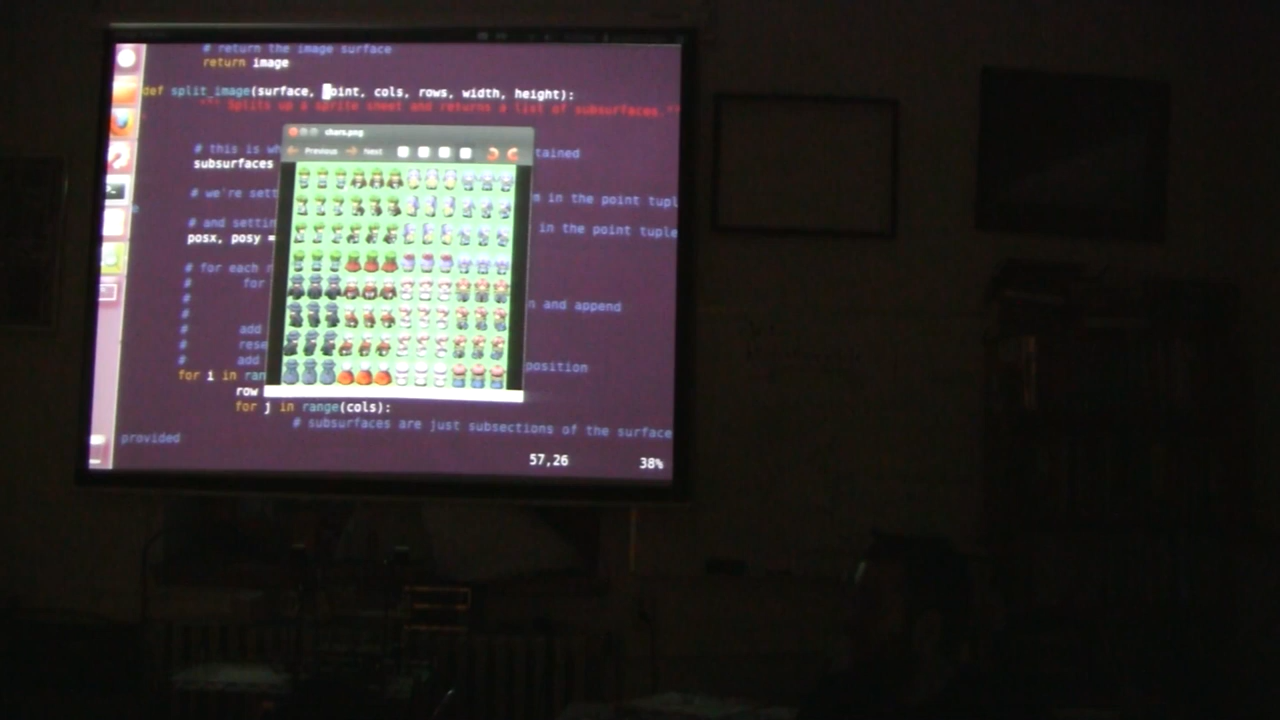 # return the image surface
return image
def split_image(surface, point, cols, rows, width, height):
""" Splits up a sprite sheet and returns a list of subsurfaces.""
chars.png
Previous Next
# this is wh tained
subsurfaces
# we're sett m in the point tupl
e
# and settin in the point tuple
posx, posy =
# for each r
# for
# n and append
#
# add
# rese
# add position
for i in ran
row
for j in range(cols):
# subsurfaces are just subsections of the surface
provided
57,26 38%